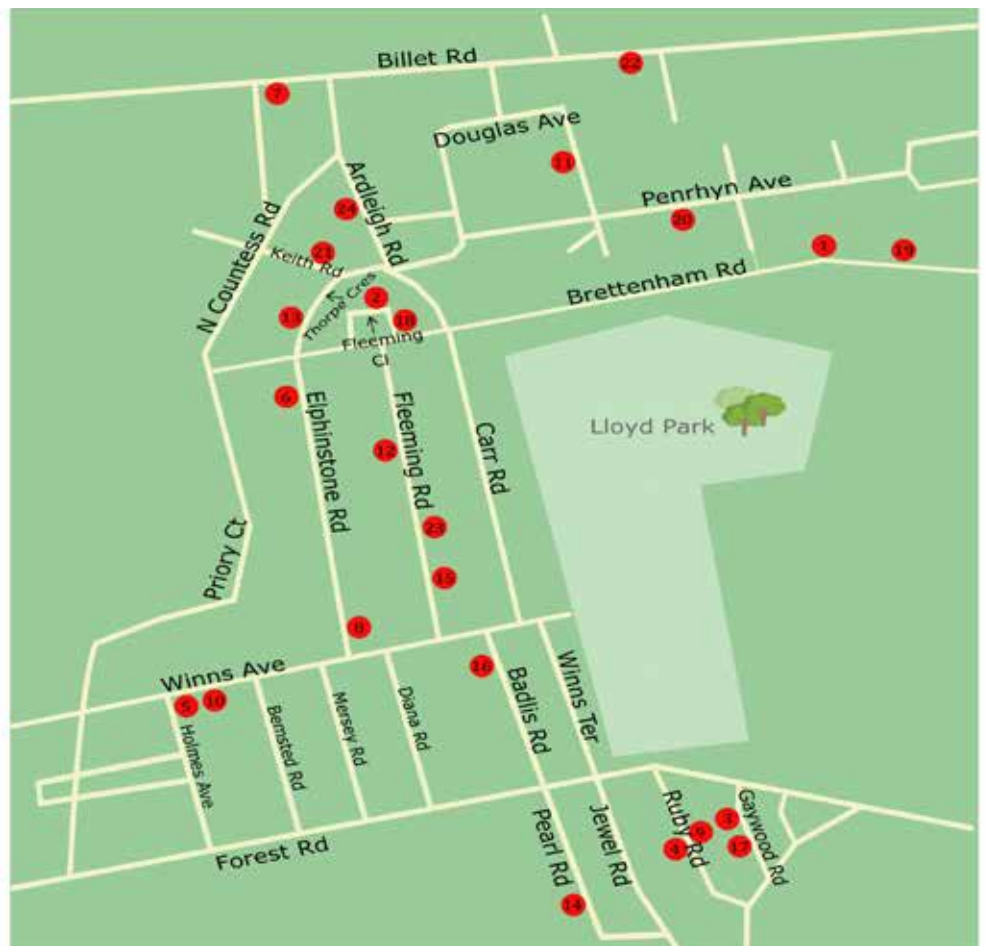 Billet Rd
22
7
Douglas Ave
11
Ardleigh Rd
Penrhyn Ave
24
20
N Countess Rd
21
Keith Rd
1
19
Thorpe Cres
2
Brettenham Rd
13
18
Fleeming
Cl
6
Elphinstone Rd
Fleeming Rd
Carr Rd
Lloyd Park
12
23
Priory Ct
15
8
Winns Ave
16
Badlis Rd
Winns Ter
5
10
Holmes Ave
Bemsted Rd
Mersey Rd
Diana Rd
Forest Rd
Pearl Rd
Jewel Rd
Ruby Rd
Gaywood Rd
3
9
4
17
14